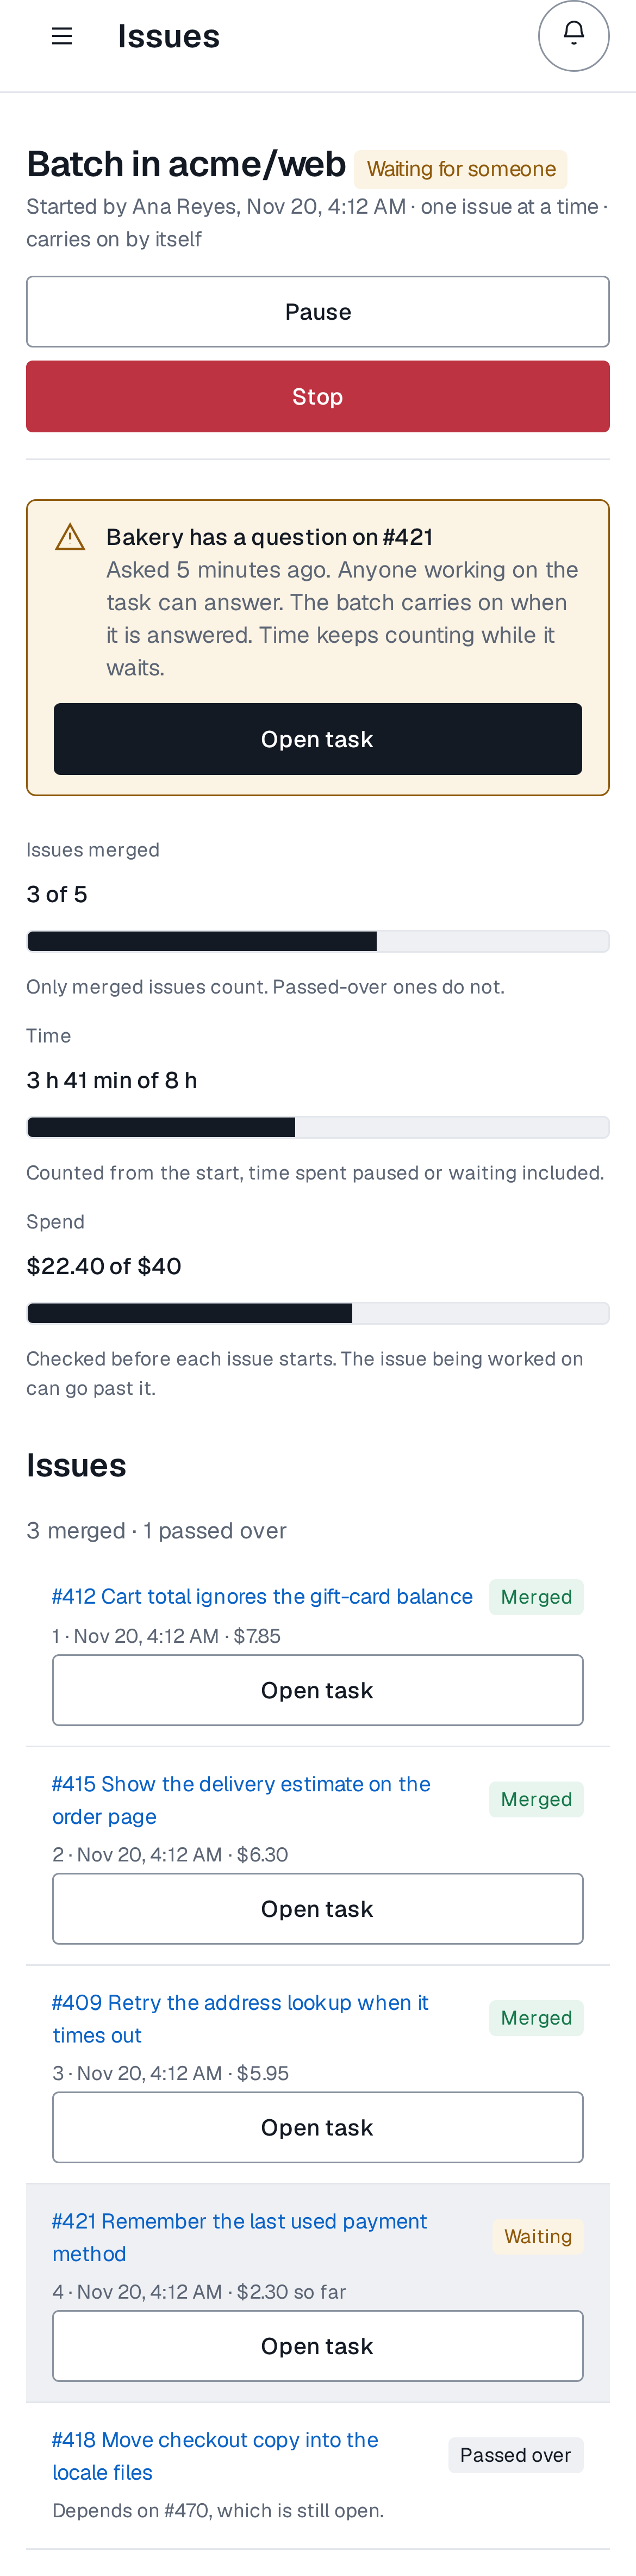 Issues
Batch in acme/web
Waiting for someone
Started by Ana Reyes, Nov 20, 4:12 AM · one issue at a time ·
carries on by itself
Pause
Stop
Bakery has a question on #421
Asked 5 minutes ago. Anyone working on the
task can answer. The batch carries on when
it is answered. Time keeps counting while it
waits.
Open task
Issues merged
3 of 5
Only merged issues count. Passed-over ones do not.
Time
3 h 41 min of 8 h
Counted from the start, time spent paused or waiting included.
Spend
$22.40 of $40
Checked before each issue starts. The issue being worked on
can go past it.
Issues
3 merged · 1 passed over
#412 Cart total ignores the gift-card balance
Merged
1 · Nov 20, 4:12 AM · $7.85
Open task
#415 Show the delivery estimate on the
order page
Merged
2 · Nov 20, 4:12 AM · $6.30
Open task
#409 Retry the address lookup when it
times out
Merged
3 · Nov 20, 4:12 AM · $5.95
Open task
#421 Remember the last used payment
method
Waiting
4 · Nov 20, 4:12 AM · $2.30 so far
Open task
#418 Move checkout copy into the
locale files
Passed over
Depends on #470, which is still open.